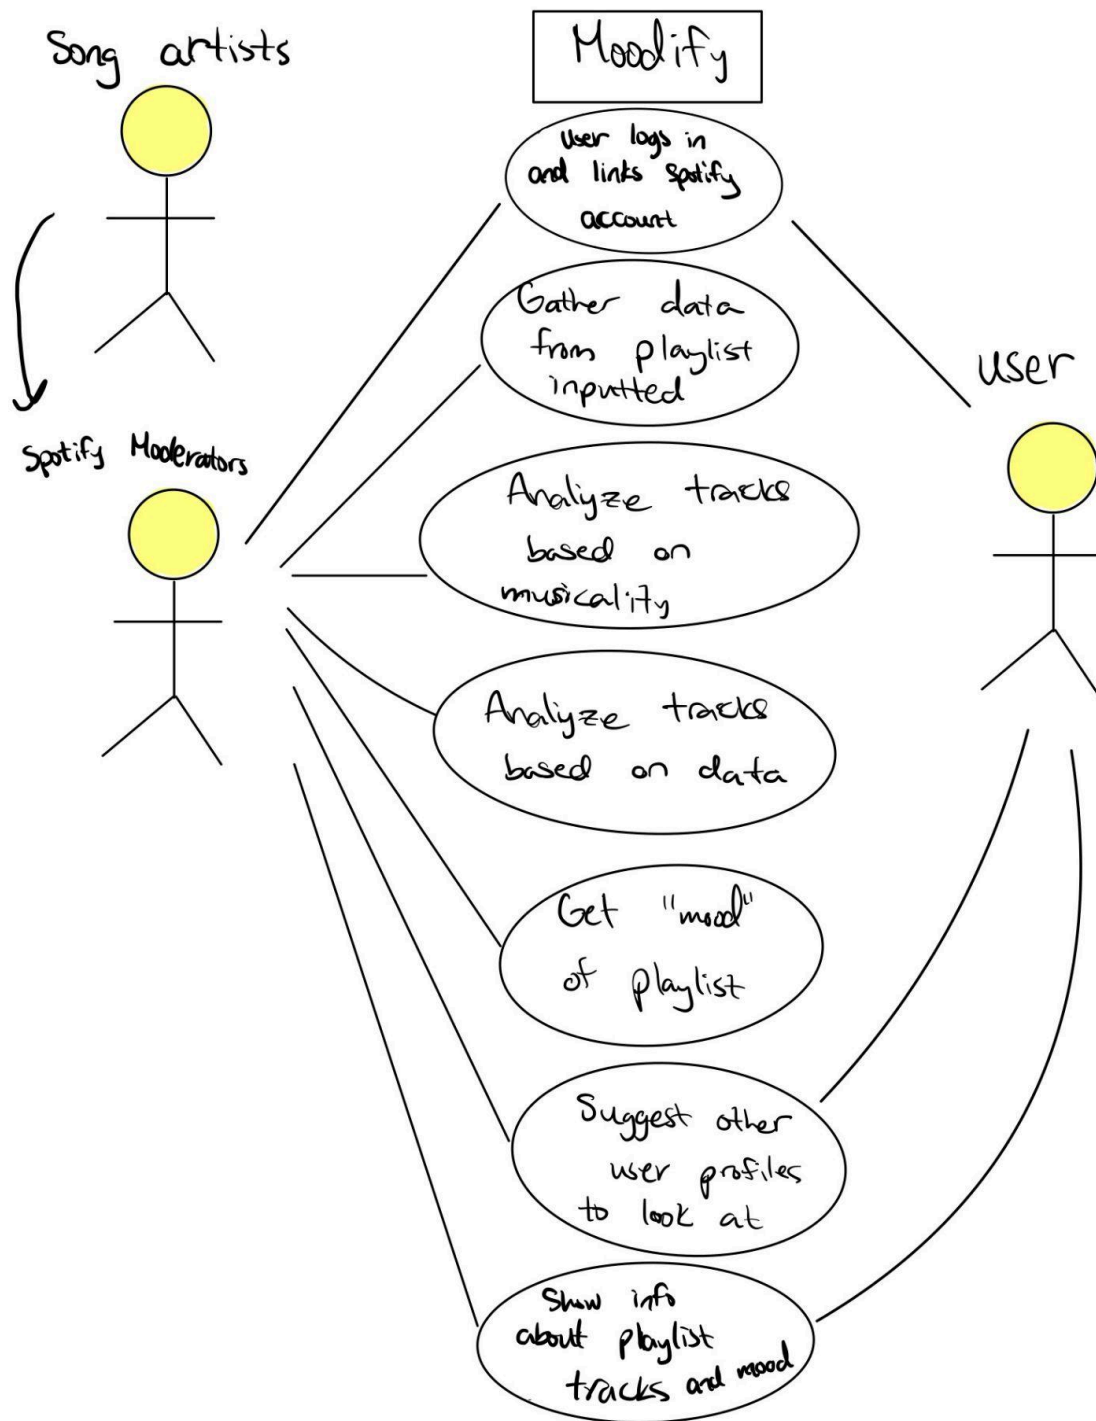 Song artists
Moodify
User logs in
and links Spotify
account
Gather data
from playlist
inputted
user
Spotify Moderators
Analyze tracks
based on
musicality
Analyze tracks
based on data
Get "mood"
of playlist
Suggest other
user profiles
to look at
Show info
about playlist
tracks and mood